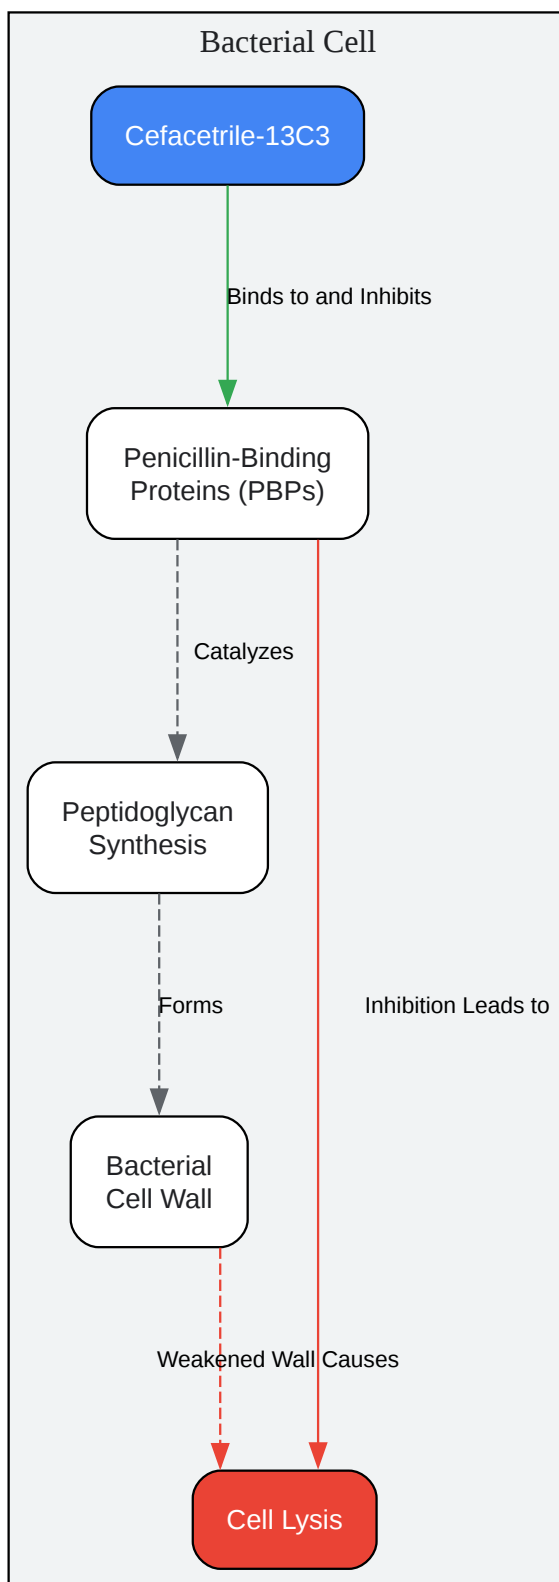 Bacterial Cell
Cefacetrile-13C3
Binds to and Inhibits
Penicillin-Binding
Proteins (PBPs)
Catalyzes
Peptidoglycan
Synthesis
Forms
Inhibition Leads to
Bacterial
Cell Wall
Weakened Wall Causes
Cell Lysis